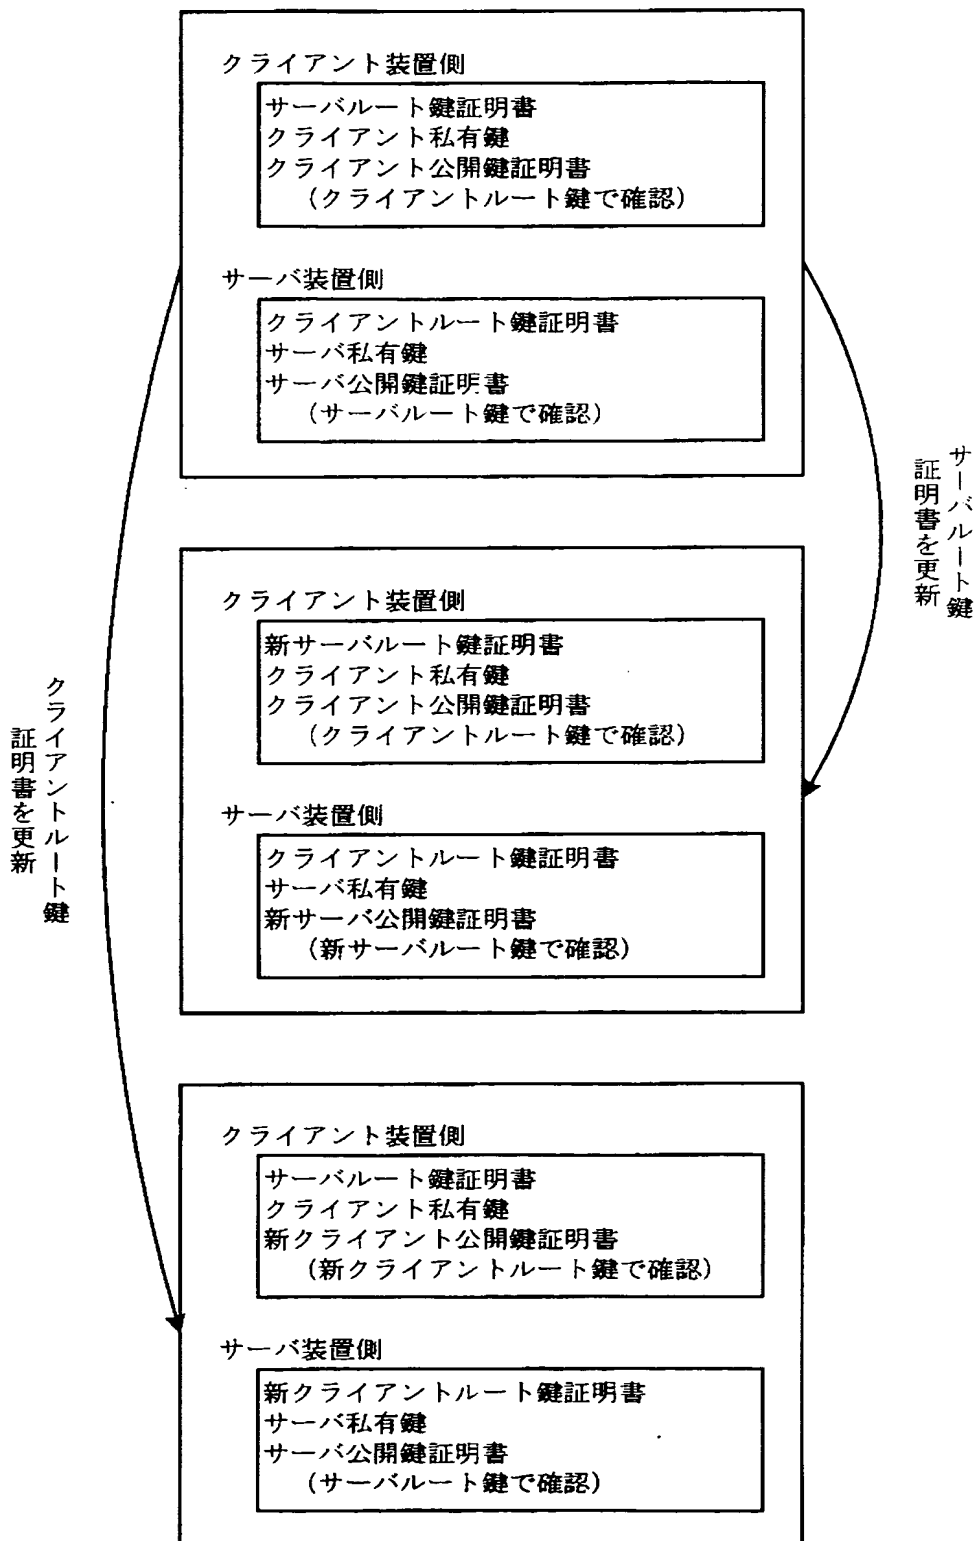 クライアント装置側
サーバルート鍵証明書
クライアント私有鍵
クライアント公開鍵証明書
(クライアントルート鍵で確認)
サーバ装置側
クライアントルート鍵証明書
サーバ私有鍵
サーバ公開鍵証明書
(サーバルート鍵で確認)
サーバルート鍵
証明書を更新
クライアント装置側
新サーバルート鍵証明書
クライアント私有鍵
クライアント公開鍵証明書
(クライアントルート鍵で確認)
サーバ装置側
クライアントルート鍵証明書
サーバ私有鍵
新サーバ公開鍵証明書
(新サーバルート鍵で確認)
クライアントルート鍵
証明書を更新
クライアント装置側
サーバルート鍵証明書
クライアント私有鍵
新クライアント公開鍵証明書
(新クライアントルート鍵で確認)
サーバ装置側
新クライアントルート鍵証明書
サーバ私有鍵
サーバ公開鍵証明書
(サーバルート鍵で確認)